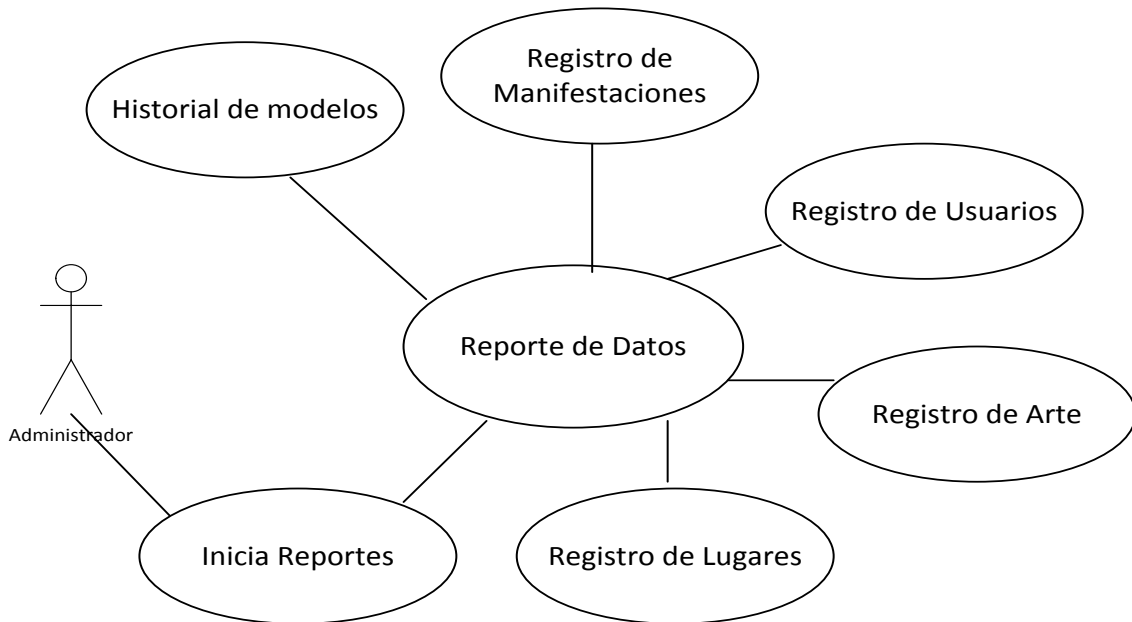 Registro de
Manifestaciones
Historial de modelos
Registro de Usuarios
Reporte de Datos
Registro de Arte
Administrador
Inicia Reportes
Registro de Lugares